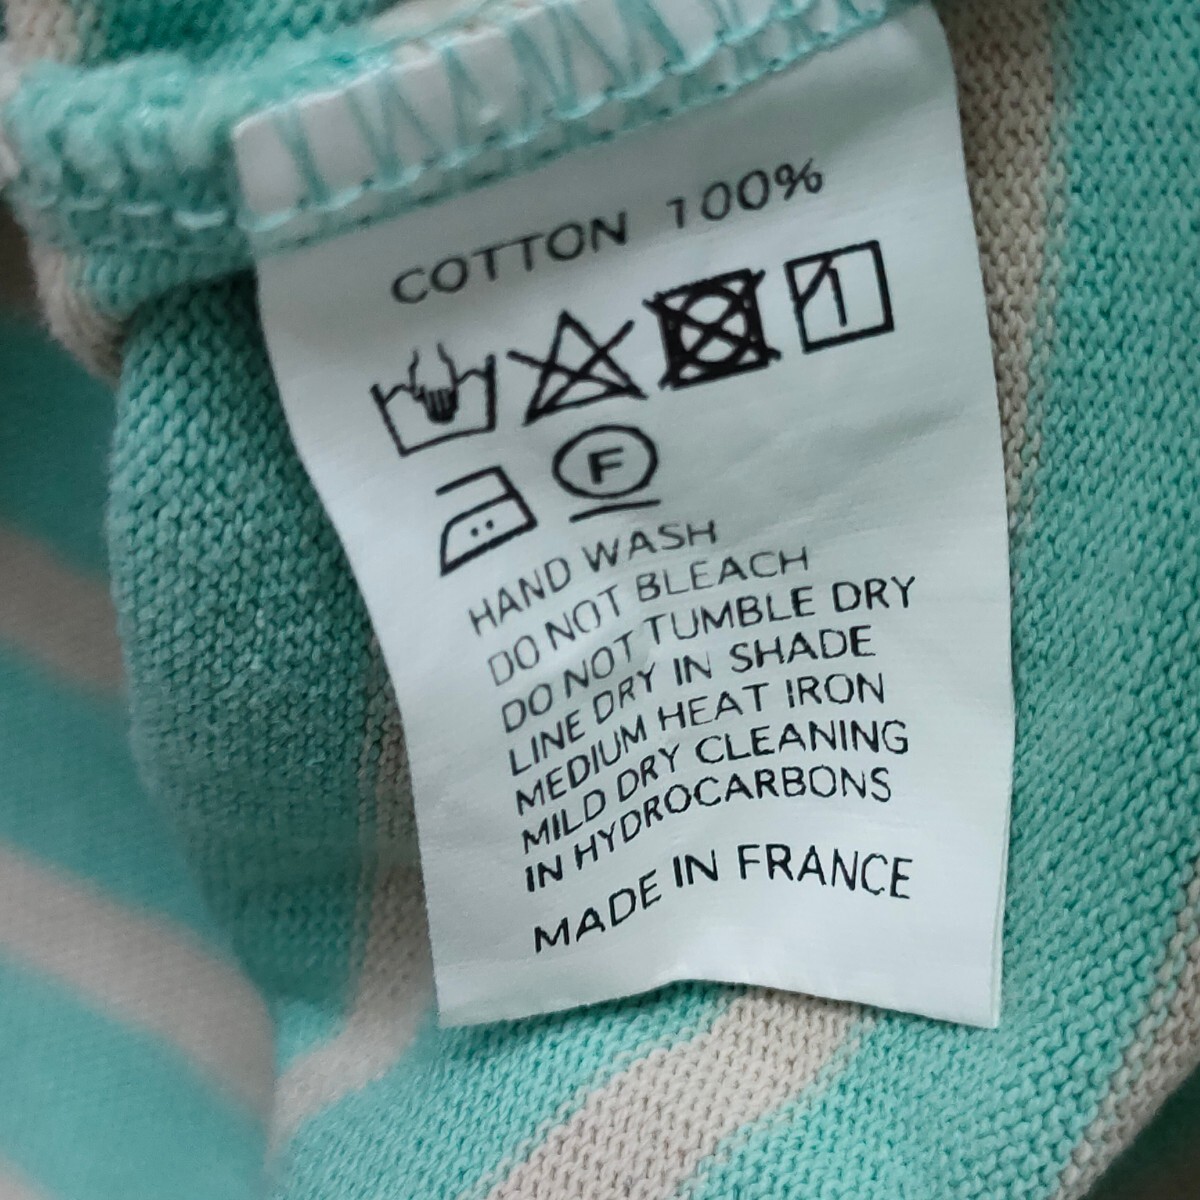 COTTON 100%
F
HAND WASH
DO NOT BLEACH
DO NOT TUMBLE DRY
LINE DRY IN SHADE
MEDIUM HEAT IRON
MILD DRY CLEANING
IN HYDROCARBONS
MADE IN FRANCE